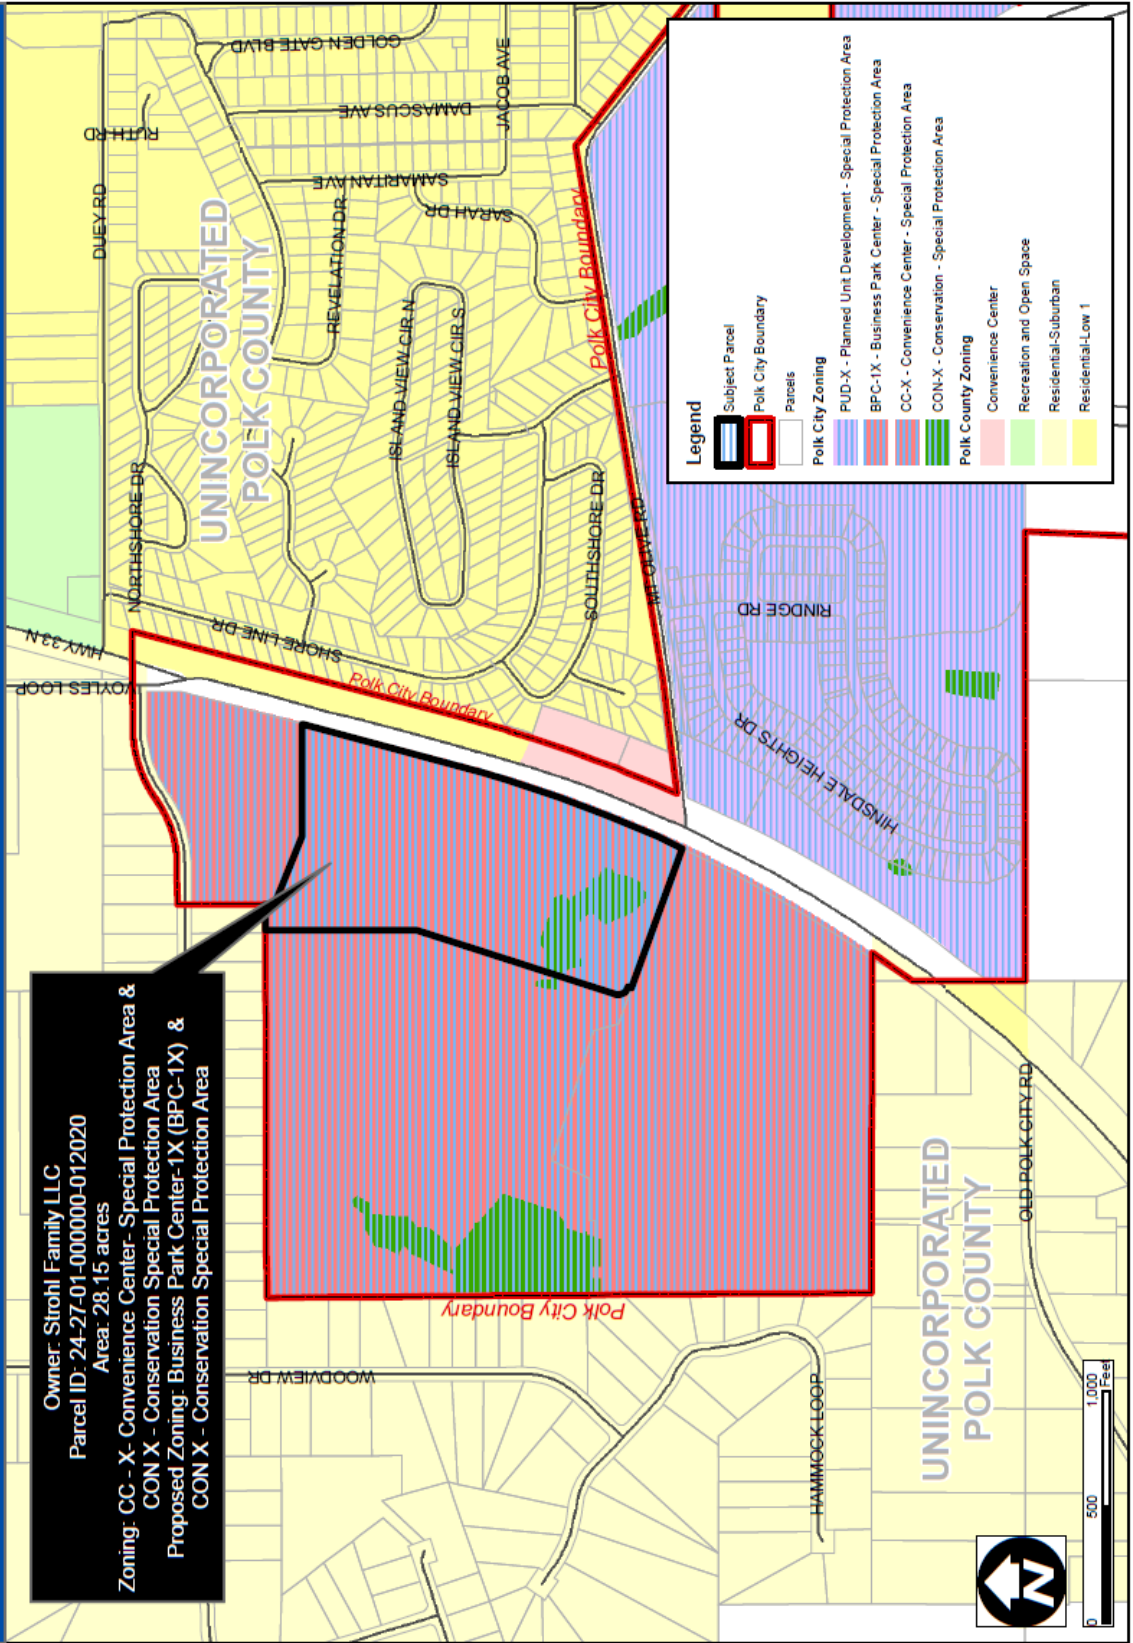 Owner: Strohl Family LLC
Parcel ID: 24-27-01-000000-012020
Area: 28.15 acres
Zoning: CC - X- Convenience Center- Special Protection Area &
CON X - Conservation Special Protection Area
Proposed Zoning: Business Park Center-1X (BPC-1X) &
CON X - Conservation Special Protection Area
HWY 33 N
VOYLES LOOP
DUEY RD
RUTH RD
GOLDEN GATE BLVD
DAMASCUS AVE
JACOB AVE
SAMARITAN AVE
SARAH DR
REVELATION DR
NORTHSHORE DR
UNINCORPORATED
POLK COUNTY
ISLAND VIEW CIR N
ISLAND VIEW CIR S
SHORE LINE DR
SOUTHSHORE DR
Polk City Boundary
Polk City Boundary
MT OLIVE RD
RINDGE RD
HINSDALE HEIGHTS DR
Polk City Boundary
WOODVIEW DR
HAMMOCK LOOP
UNINCORPORATED
POLK COUNTY
OLD POLK CITY RD
Legend
Subject Parcel
Polk City Boundary
Parcels
Polk City Zoning
PUD-X - Planned Unit Development - Special Protection Area
BPC-1X - Business Park Center - Special Protection Area
CC-X - Convenience Center - Special Protection Area
CON-X - Conservation - Special Protection Area
Polk County Zoning
Convenience Center
Recreation and Open Space
Residential-Suburban
Residential-Low 1
N
0 500 1,000
Feet